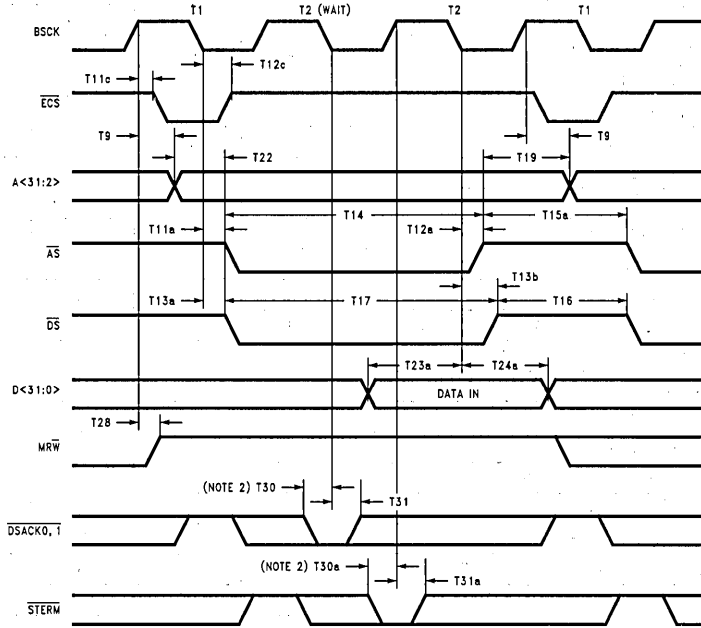 T1 T2 (WAIT) T2 T1
BSCK
T12c
T11c
ECS
T9 T9
T22 T19
A<31:2>
T14 T15a
T11a T12a
AS
T13b
T13a T17 T16
DS
T23a T24a
D<31:0> DATA IN
T28
MRW
(NOTE 2) T30
T31
DSACK0, 1
(NOTE 2) T30a
T31a
STERM